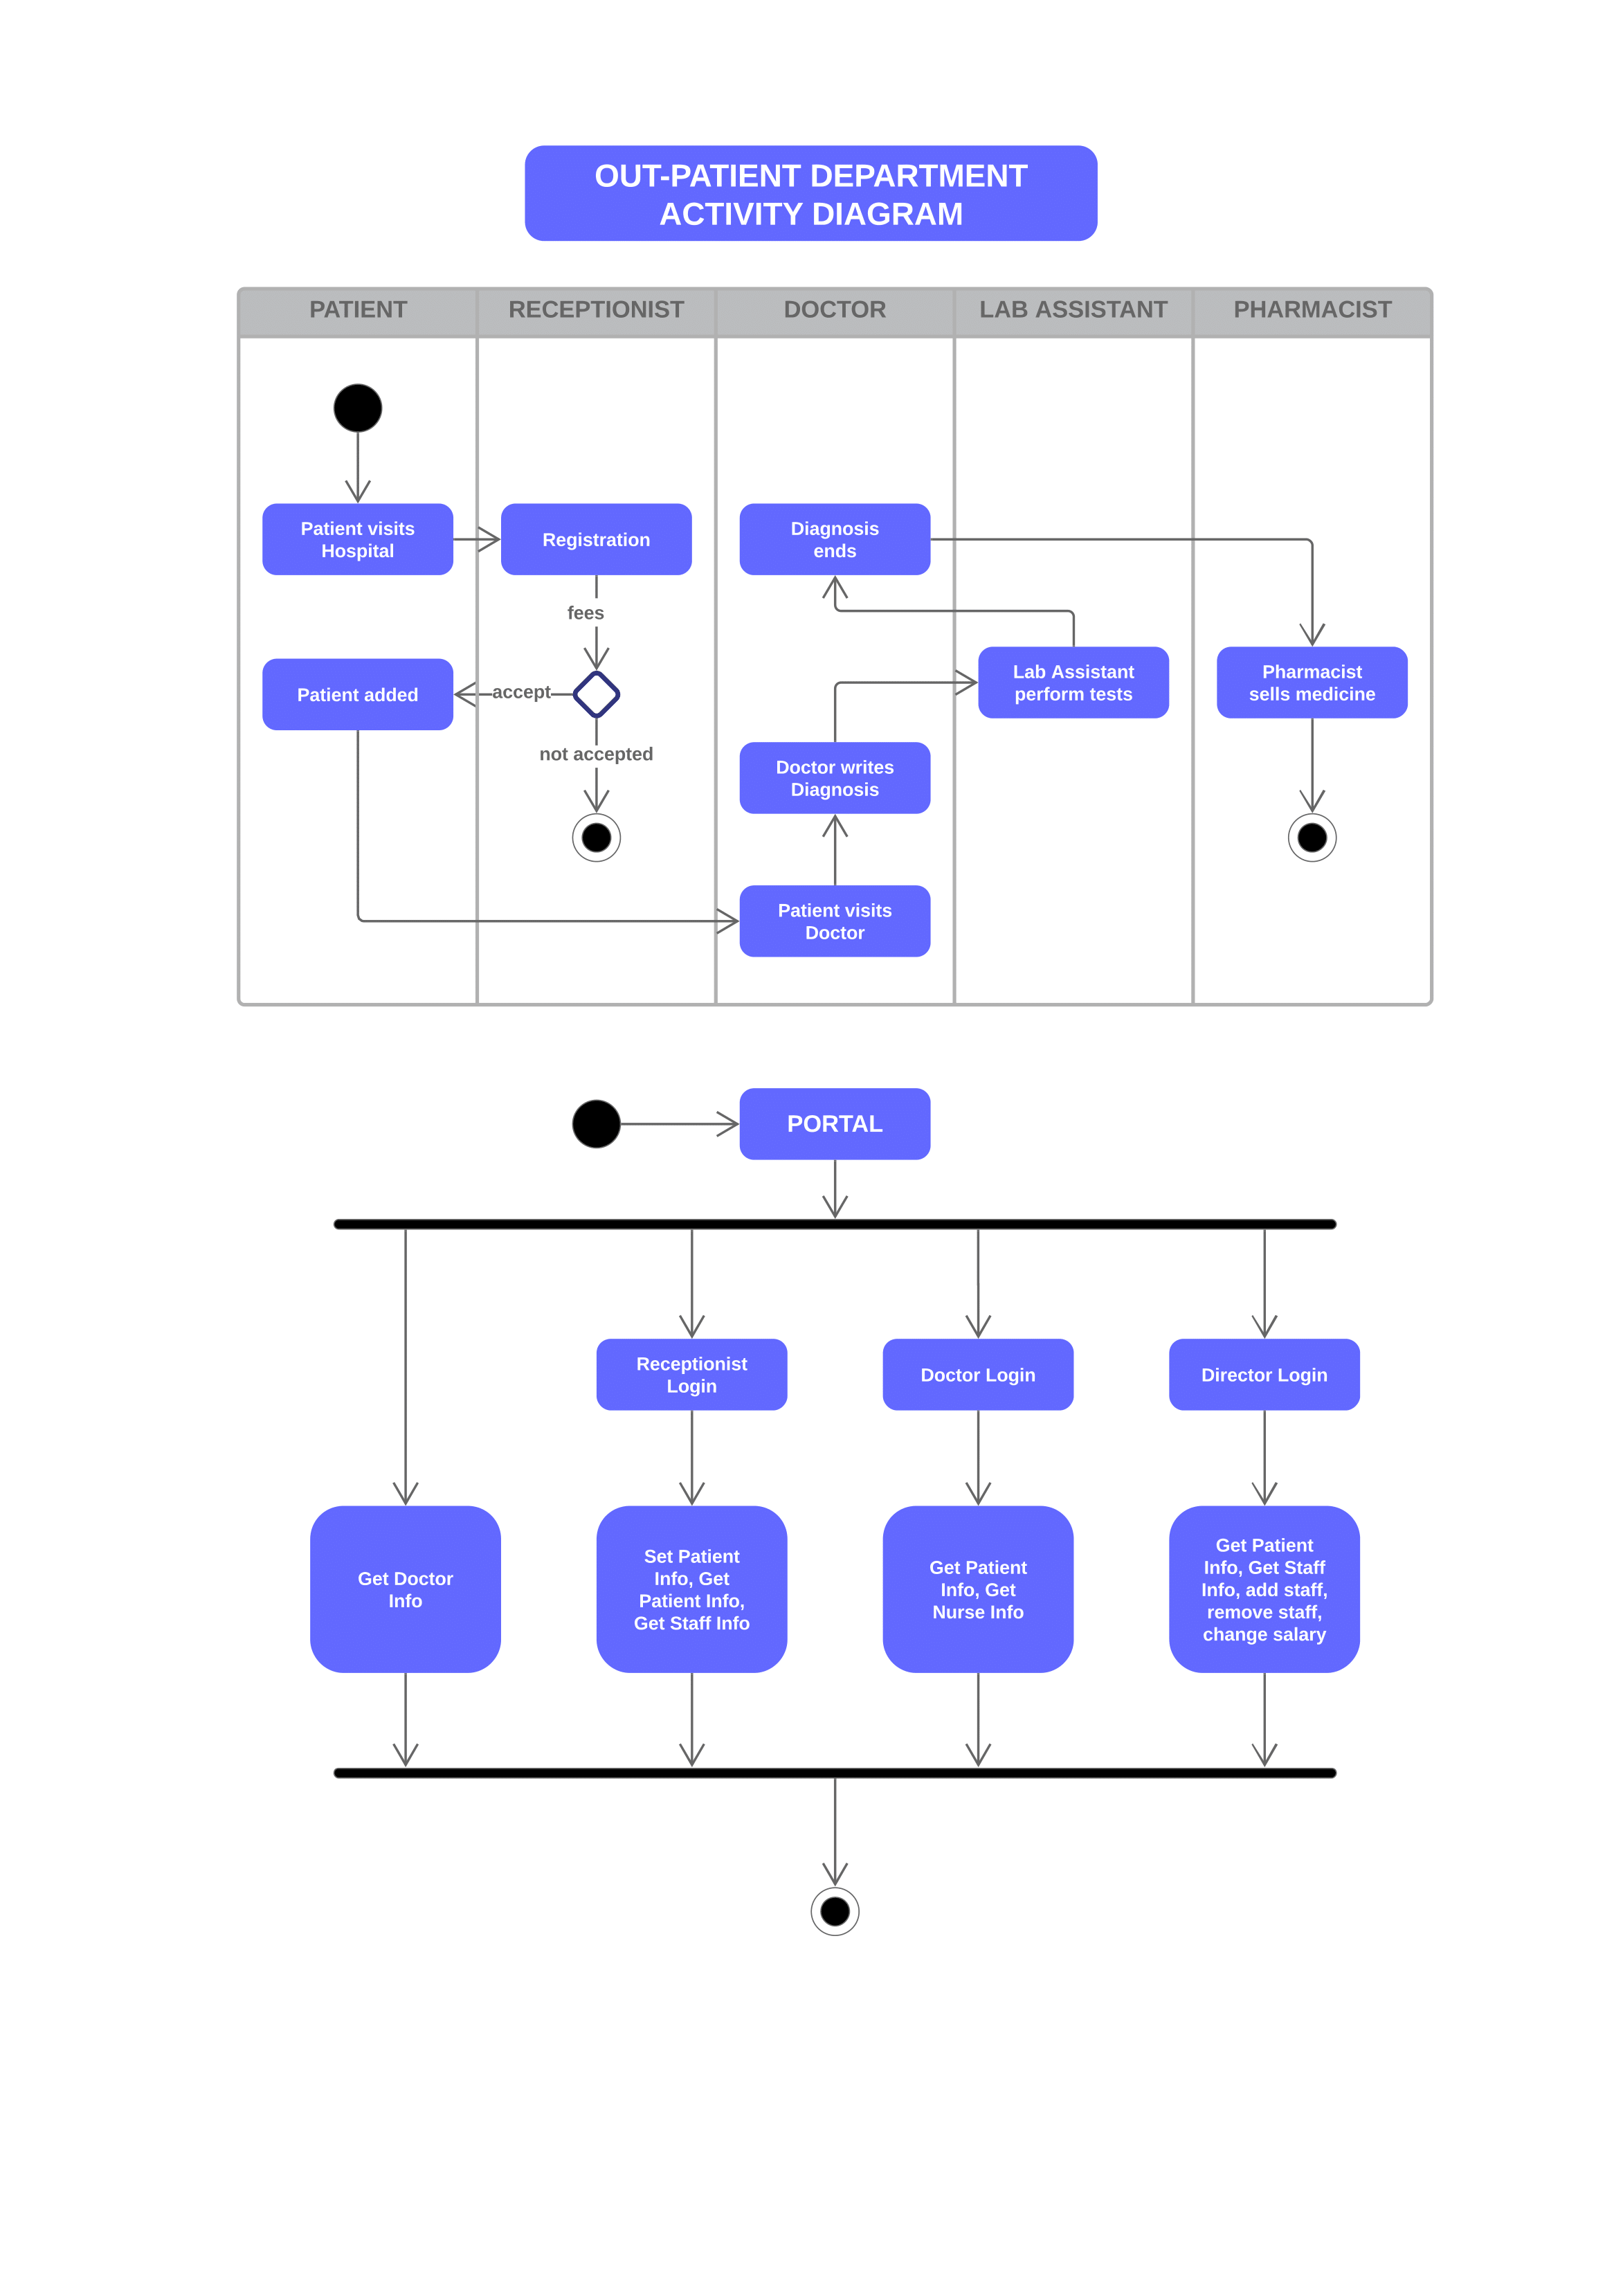 OUT-PATIENT DEPARTMENT
ACTIVITY DIAGRAM
PATIENT
RECEPTIONIST
DOCTOR
LAB ASSISTANT
PHARMACIST
Patient visits
Hospital
Registration
Diagnosis
ends
fees
Patient added
accept
Lab Assistant
perform tests
Pharmacist
sells medicine
not accepted
Doctor writes
Diagnosis
Patient visits
Doctor
PORTAL
Receptionist
Login
Doctor Login
Director Login
Get Doctor
Info
Set Patient
Info, Get
Patient Info,
Get Staff Info
Get Patient
Info, Get
Nurse Info
Get Patient
Info, Get Staff
Info, add staff,
remove staff,
change salary